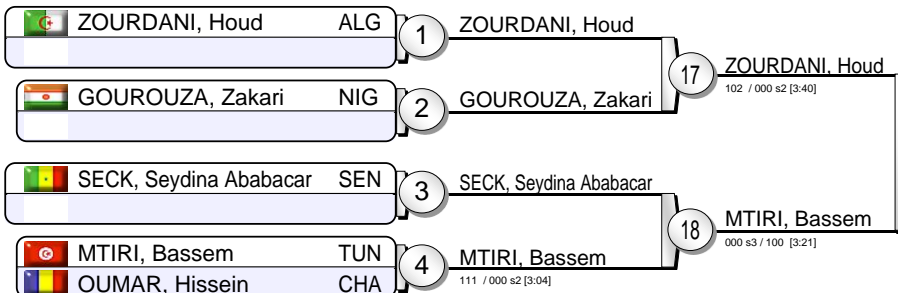 ZOURDANI, Houd ALG
1
ZOURDANI, Houd
17
ZOURDANI, Houd
102 / 000 s2 [3:40]
GOUROUZA, Zakari NIG
2
GOUROUZA, Zakari
SECK, Seydina Ababacar SEN
3
SECK, Seydina Ababacar
18
MTIRI, Bassem
000 s3 / 100 [3:21]
MTIRI, Bassem TUN
OUMAR, Hissein CHA
4
MTIRI, Bassem
111 / 000 s2 [3:04]